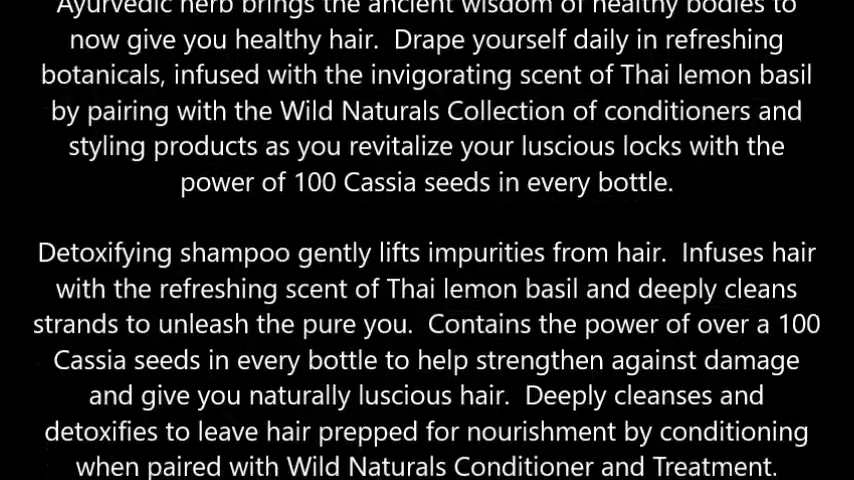 Ayurvedic herb brings the ancient wisdom of healthy bodies to
now give you healthy hair.  Drape yourself daily in refreshing
botanicals, infused with the invigorating scent of Thai lemon basil
by pairing with the Wild Naturals Collection of conditioners and
styling products as you revitalize your luscious locks with the
power of 100 Cassia seeds in every bottle.
Detoxifying shampoo gently lifts impurities from hair.  Infuses hair
with the refreshing scent of Thai lemon basil and deeply cleans
strands to unleash the pure you.  Contains the power of over a 100
Cassia seeds in every bottle to help strengthen against damage
and give you naturally luscious hair.  Deeply cleanses and
detoxifies to leave hair prepped for nourishment by conditioning
when paired with Wild Naturals Conditioner and Treatment.